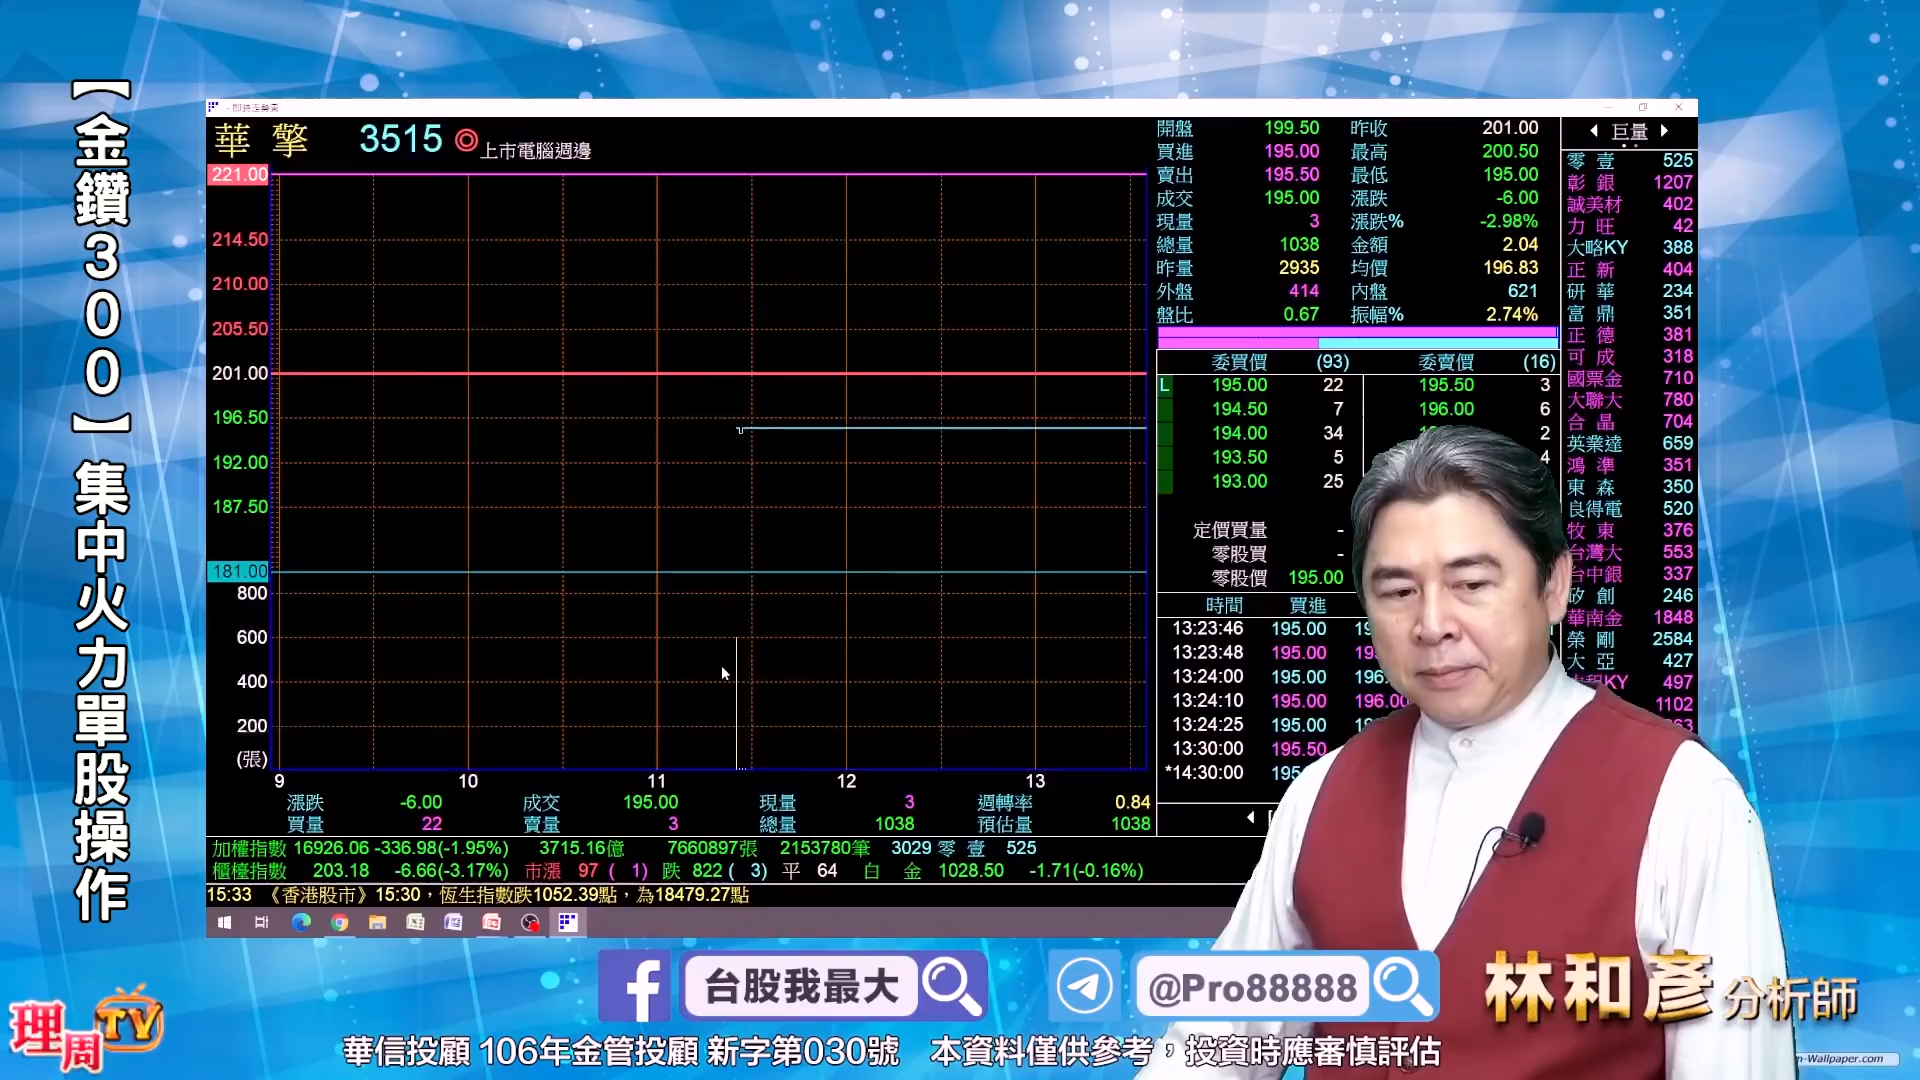 【金鑽300】集中火力單股操作
華擎 3515 ◎上市電腦週邊
221.00
214.50
210.00
205.50
201.00
196.50
192.00
187.50
181.00
800
600
400
200
(張)
9 10 11 12 13
漲跌 -6.00 成交 195.00 現量 3 週轉率 0.84
買量 22 賣量 3 總量 1038 預估量 1038
開盤 199.50 昨收 201.00
買進 195.00 最高 200.50
賣出 195.50 最低 195.00
成交 195.00 漲跌 -6.00
現量 3 漲跌% -2.98%
總量 1038 金額 2.04
昨量 2935 均價 196.83
外盤 414 內盤 621
盤比 0.67 振幅% 2.74%
委買價 (93) 委賣價 (16)
L 195.00 22 195.50 3
194.50 7 196.00 6
194.00 34 2
193.50 5 4
193.00 25
定價買量 -
零股買 -
零股價 195.00
時間 買進
13:23:46 195.00
13:23:48 195.00
13:24:00 195.00 196.
13:24:10 195.00 196.00
13:24:25 195.00
13:30:00 195.50
*14:30:00
巨量
零壹 525
彰銀 1207
誠美材 402
力旺 42
大略KY 388
正新 404
研華 234
富鼎 351
正德 381
可成 318
國票金 710
大聯大 780
合晶 704
英業達 659
鴻準 351
東森 350
良得電 520
牧東 376
台灣大 553
台中銀 337
矽創 246
華南金 1848
榮剛 2584
大亞 427
KY 497
1102
加權指數 16926.06 -336.98(-1.95%) 3715.16億 7660897張 2153780筆 3029 零壹 525
櫃檯指數 203.18 -6.66(-3.17%) 市漲 97 ( 1) 跌 822 ( 3) 平 64 白金 1028.50 -1.71(-0.16%)
15:33 《香港股市》15:30，恆生指數跌1052.39點，為18479.27點
台股我最大
@Pro88888
林和彥 分析師
理周TV
華信投顧 106年金管投顧 新字第030號 本資料僅供參考，投資時應審慎評估
n-Wallpaper.com